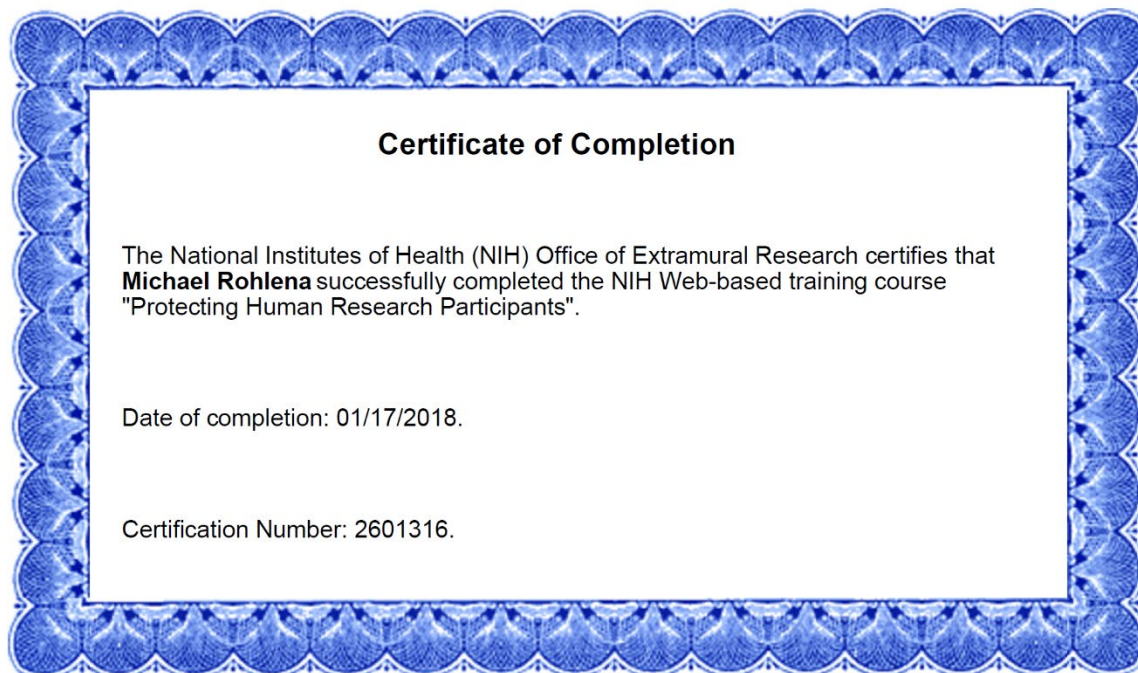 Certificate of Completion
The National Institutes of Health (NIH) Office of Extramural Research certifies that
Michael Rohlena successfully completed the NIH Web-based training course
"Protecting Human Research Participants".
Date of completion: 01/17/2018.
Certification Number: 2601316.